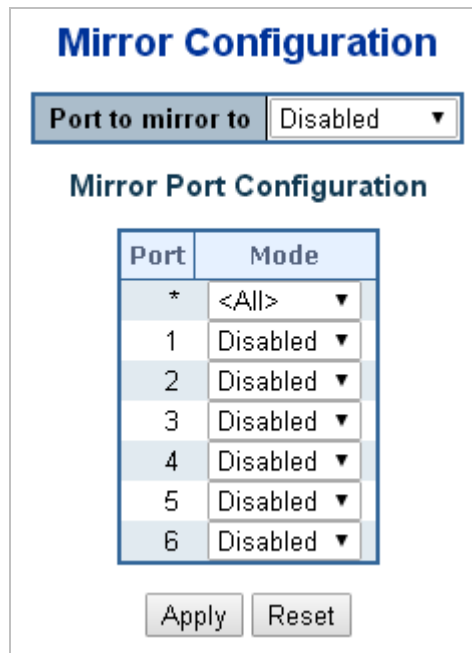 Mirror Configuration
Port to mirror to Disabled
Mirror Port Configuration
Port Mode
* <All>
1 Disabled
2 Disabled
3 Disabled
4 Disabled
5 Disabled
6 Disabled
Apply Reset